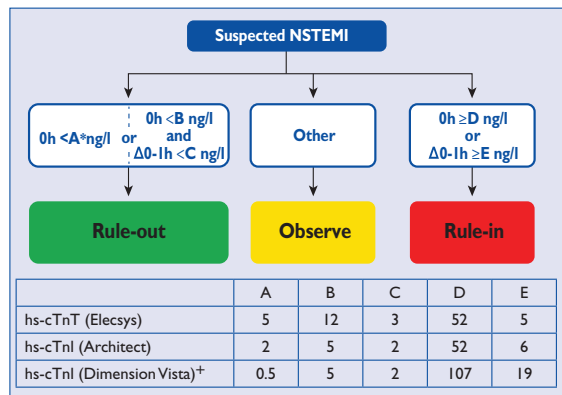 Suspected NSTEMI
0h <A*ng/l or
0h <B ng/l
and
Δ0-1h <C ng/l
Other
0h ≥D ng/l
or
Δ0-1h ≥E ng/l
Rule-out
Observe
Rule-in
A B C D E
hs-cTnT (Elecsys) 5 12 3 52 5
hs-cTnI (Architect) 2 5 2 52 6
hs-cTnI (Dimension Vista)+ 0.5 5 2 107 19